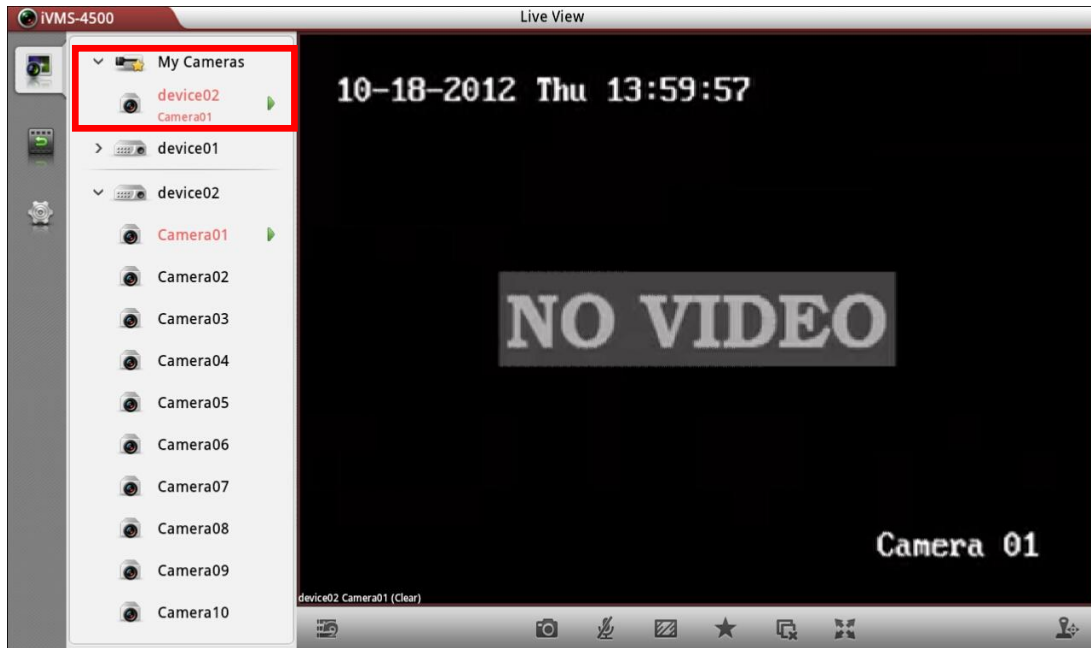 iVMS-4500
Live View
My Cameras
device02
Camera01
device01
device02
Camera01
Camera02
Camera03
Camera04
Camera05
Camera06
Camera07
Camera08
Camera09
Camera10
10-18-2012 Thu 13:59:57
NO VIDEO
Camera 01
device02 Camera01 (Clear)